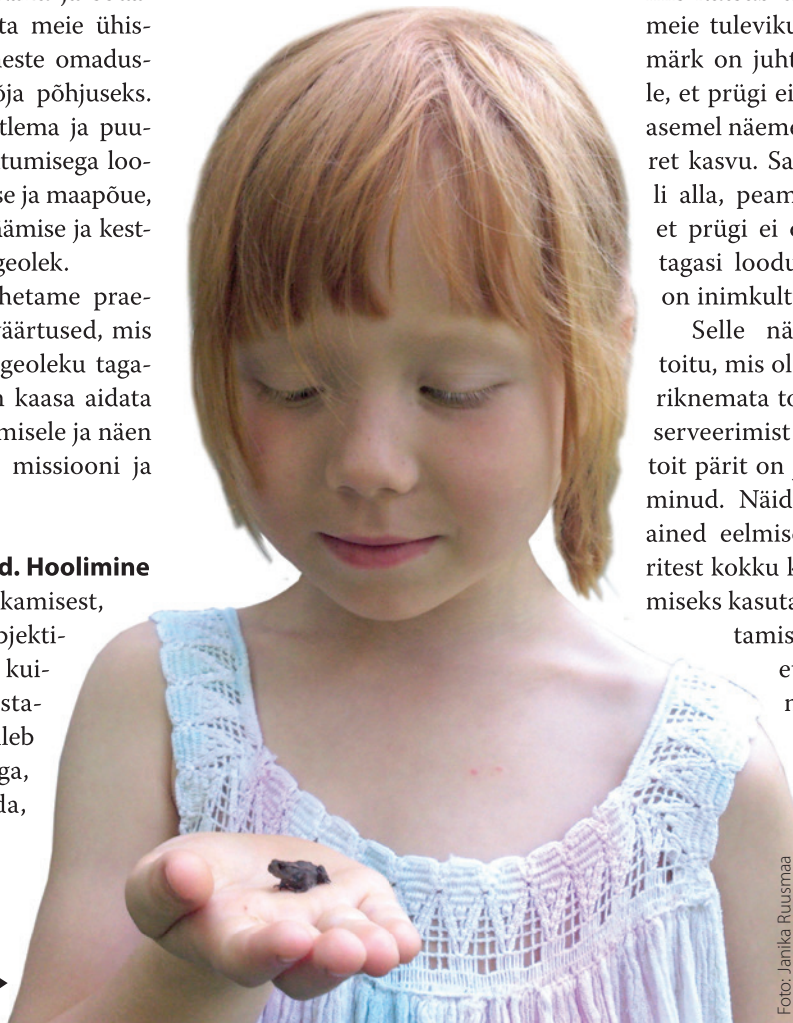 ta meie ühis-
este omadus-
õja põhjuseks.
tlema ja puu-
tumisega loo-
se ja maapõue,
ämise ja kest-
geolek.
hetame prae-
väärtused, mis
geoleku taga-
n kaasa aidata
misele ja näen
missiooni ja
d. Hoolimine
kamisest,
bjekti-
kui-
sta-
leb
ga,
da,
meie tuleviku
märk on juht
le, et prügi ei
asemel näeme
ret kasvu. Sa
li alla, peam
et prügi ei
tagasi loodu
on inimkult
Selle nä
toitu, mis ol
riknemata to
serveerimist
toit pärit on
minud. Näid
ained eelmise
ritest kokku k
miseks kasuta
tamis
e
Foto: Janika Ruusmaa